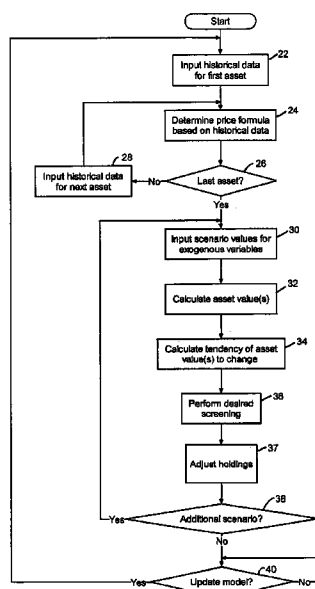 Start
22
Input historical data
for first asset
24
Determine price formula
based on historical data
28
Input historical data
for next asset
No
26
Last asset?
Yes
30
Input scenario values for
exogenous variables
32
Calculate asset value(s)
34
Calculate tendency of asset
value(s) to change
36
Perform desired
screening
37
Adjust holdings
38
Yes
Additional scenario?
No
40
Yes
Update model?
No